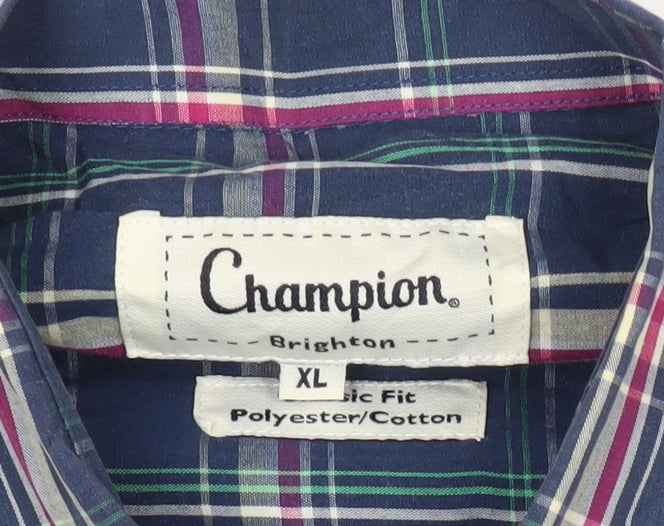 Champion®
Brighton
XL
sic Fit
Polyester/Cotton